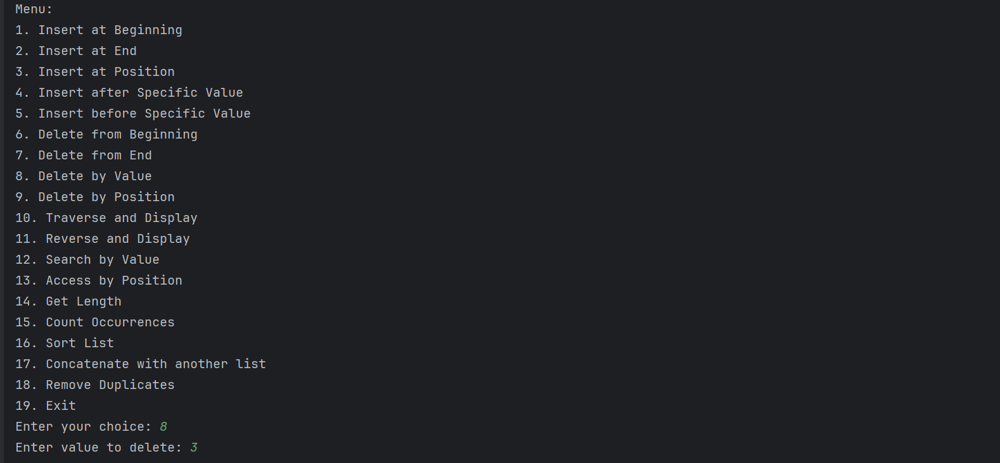 Menu:
1. Insert at Beginning
2. Insert at End
3. Insert at Position
4. Insert after Specific Value
5. Insert before Specific Value
6. Delete from Beginning
7. Delete from End
8. Delete by Value
9. Delete by Position
10. Traverse and Display
11. Reverse and Display
12. Search by Value
13. Access by Position
14. Get Length
15. Count Occurrences
16. Sort List
17. Concatenate with another list
18. Remove Duplicates
19. Exit
Enter your choice: 8
Enter value to delete: 3